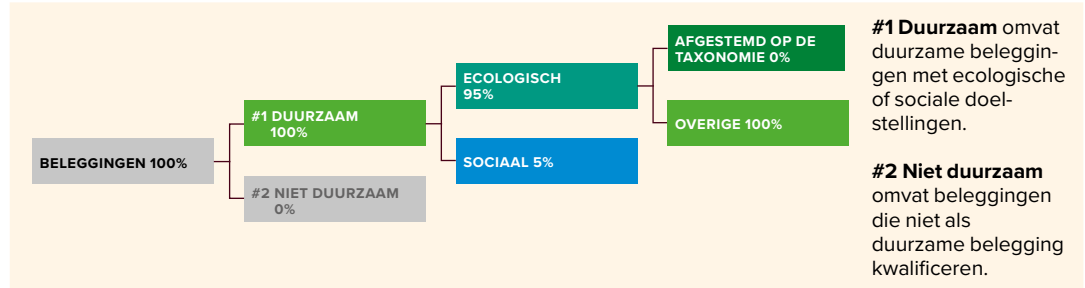 BELEGGINGEN 100%
#1 DUURZAAM
100%
#2 NIET DUURZAAM
0%
ECOLOGISCH
95%
SOCIAAL 5%
AFGESTEMD OP DE
TAXONOMIE 0%
OVERIGE 100%
#1 Duurzaam omvat
duurzame beleggin-
gen met ecologische
of sociale doel-
stellingen.
#2 Niet duurzaam
omvat beleggingen
die niet als
duurzame belegging
kwalificeren.